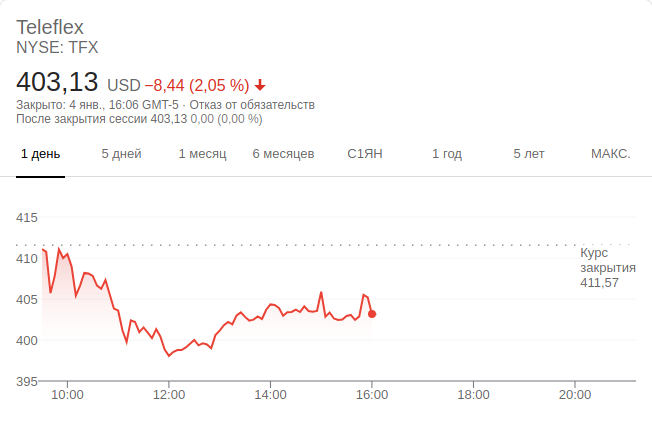 Teleflex
NYSE: TFX
403,13 USD −8,44 (2,05 %)
Закрыто: 4 янв., 16:06 GMT-5 · Отказ от обязательств
После закрытия сессии 403,13 0,00 (0,00 %)
1 день 5 дней 1 месяц 6 месяцев С1ЯН 1 год 5 лет МАКС.
415
410
405
400
395
Курс
закрытия
411,57
10:00 12:00 14:00 16:00 18:00 20:00